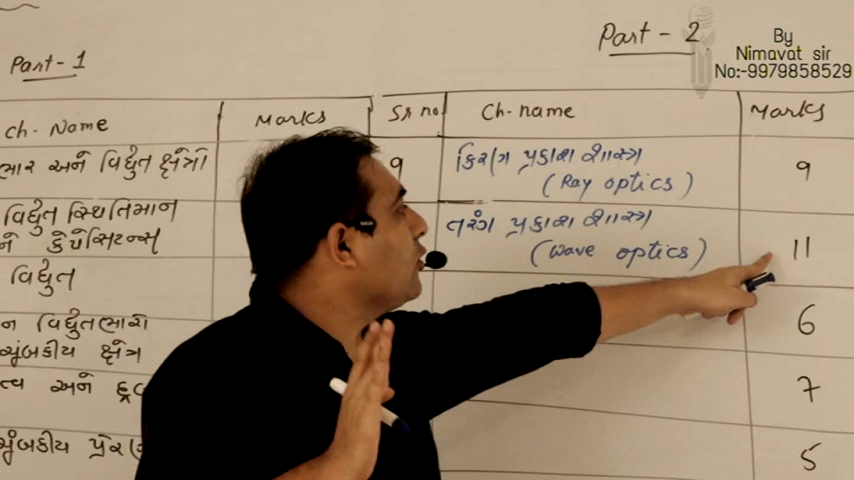 Part - 1
Part - 2
By
Nimavat sir
No:-9979858529
Ch. Name
Marks
Sr no
Ch. name
Marks
ભાર અને વિદ્યુત ક્ષેત્રો
9
કિરણ પ્રકાશ શાસ્ત્ર
(Ray optics)
9
વિદ્યુત સ્થિતિમાન
ને કેપેસિટન્સ
તરંગ પ્રકાશ શાસ્ત્ર
(Wave optics)
11
વિદ્યુત
ન વિદ્યુતભારો
ચુંબકીય ક્ષેત્ર
6
ત્વ અને દ્રવ
7
ચુંબકીય પ્રેરણ
5